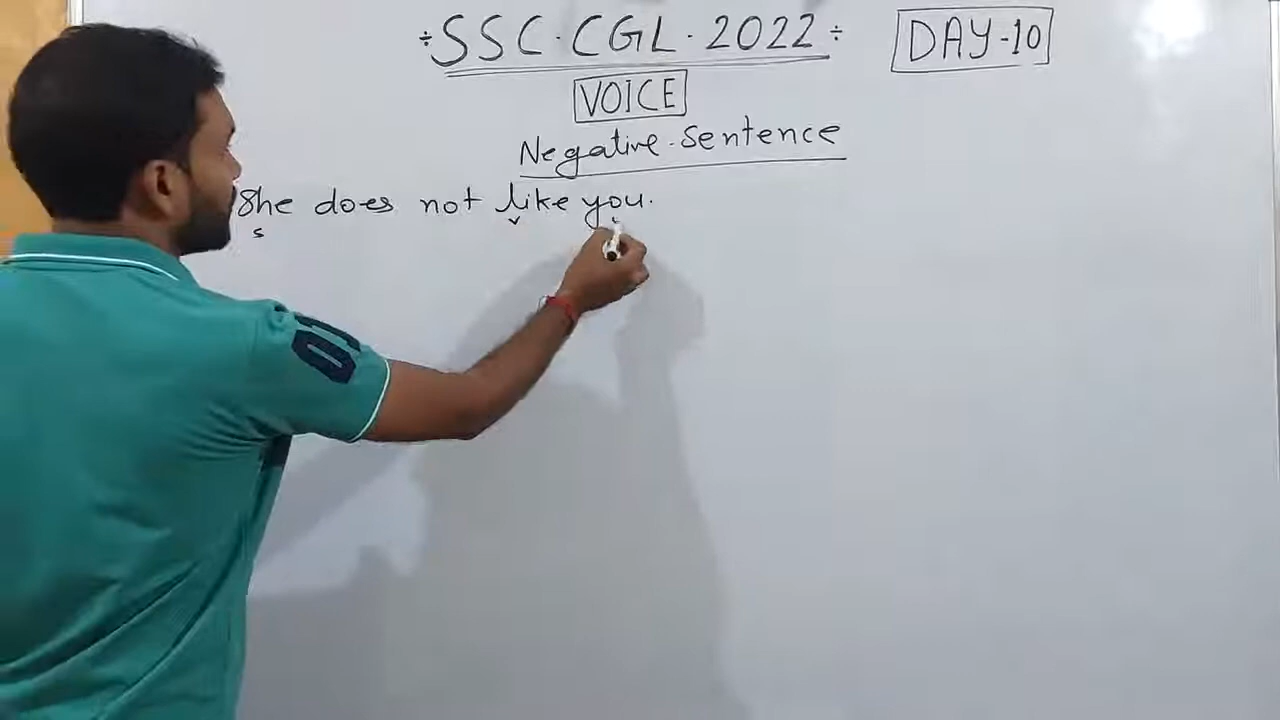 ÷SSC·CGL·2022÷ DAY-10
VOICE
Negative·Sentence
She does not like you.
s v